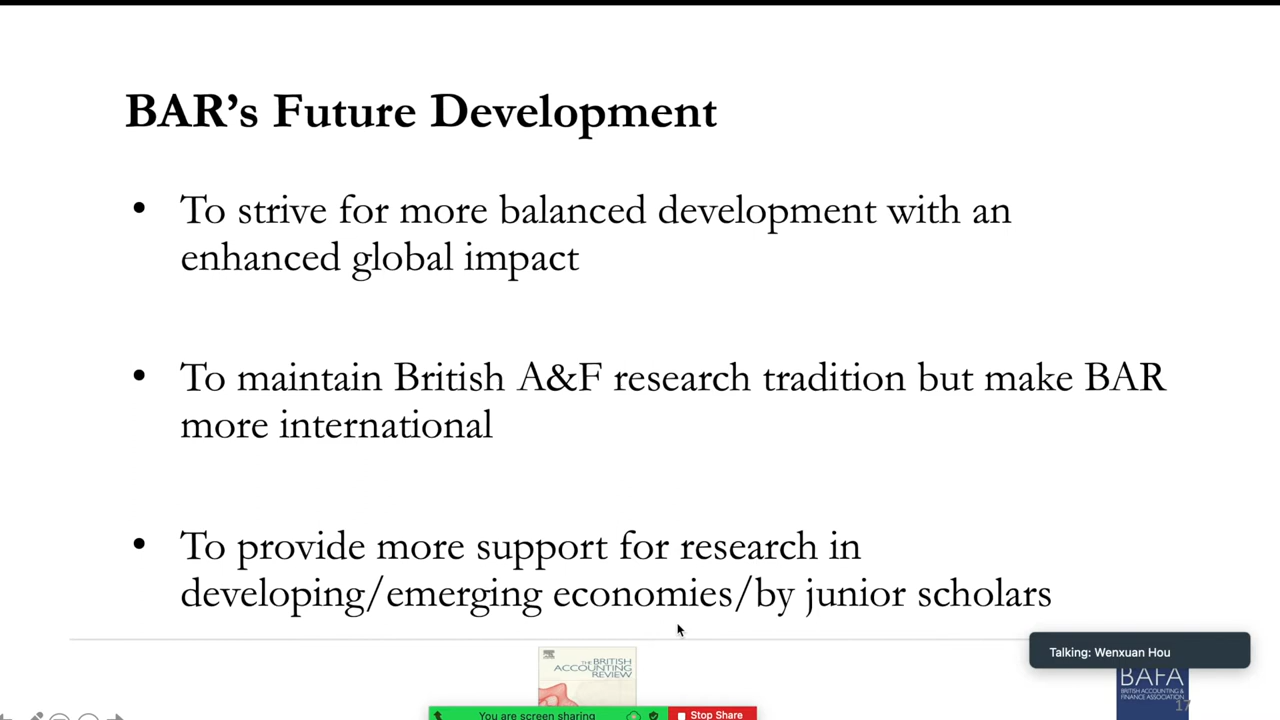 BAR’s Future Development
• To strive for more balanced development with an
enhanced global impact
• To maintain British A&F research tradition but make BAR
more international
• To provide more support for research in
developing/emerging economies/by junior scholars
Talking: Wenxuan Hou
THE BRITISH
ACCOUNTING
REVIEW
BAFA
BRITISH ACCOUNTING &
FINANCE ASSOCIATION
17
You are screen sharing
Stop Share